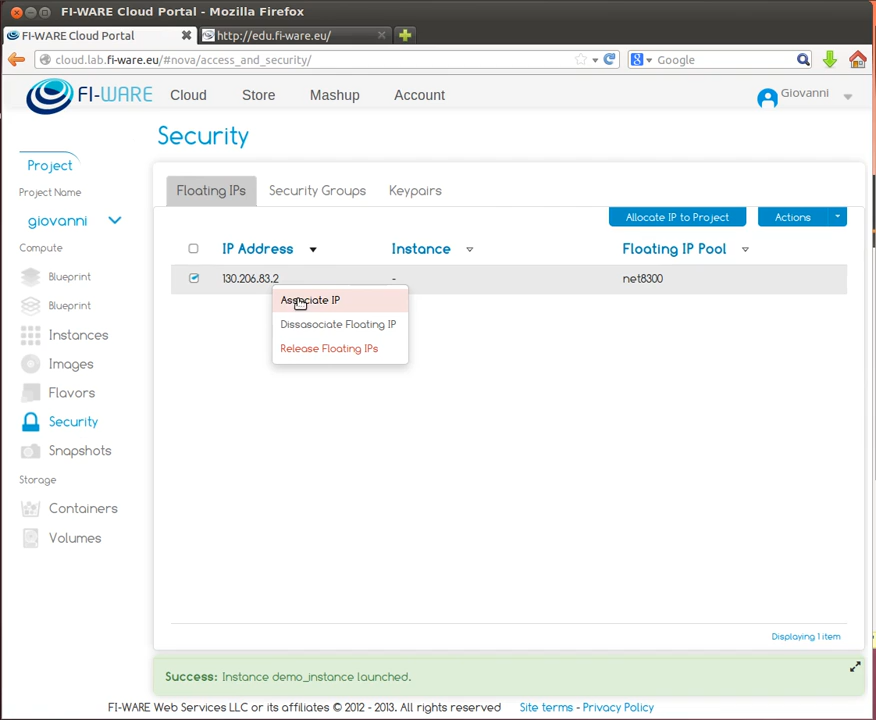 FI-WARE Cloud Portal - Mozilla Firefox
FI-WARE Cloud Portal
http://edu.fi-ware.eu/
cloud.lab.fi-ware.eu/#nova/access_and_security/
Google
FI-WARE
Cloud
Store
Mashup
Account
Giovanni
Security
Project
Project Name
giovanni
Compute
Blueprint
Blueprint
Instances
Images
Flavors
Security
Snapshots
Storage
Containers
Volumes
Floating IPs
Security Groups
Keypairs
Allocate IP to Project
Actions
IP Address
Instance
Floating IP Pool
130.206.83.2
-
net8300
Associate IP
Dissasociate Floating IP
Release Floating IPs
Displaying 1 item
Success: Instance demo_instance launched.
FI-WARE Web Services LLC or its affiliates © 2012 - 2013. All rights reserved Site terms - Privacy Policy